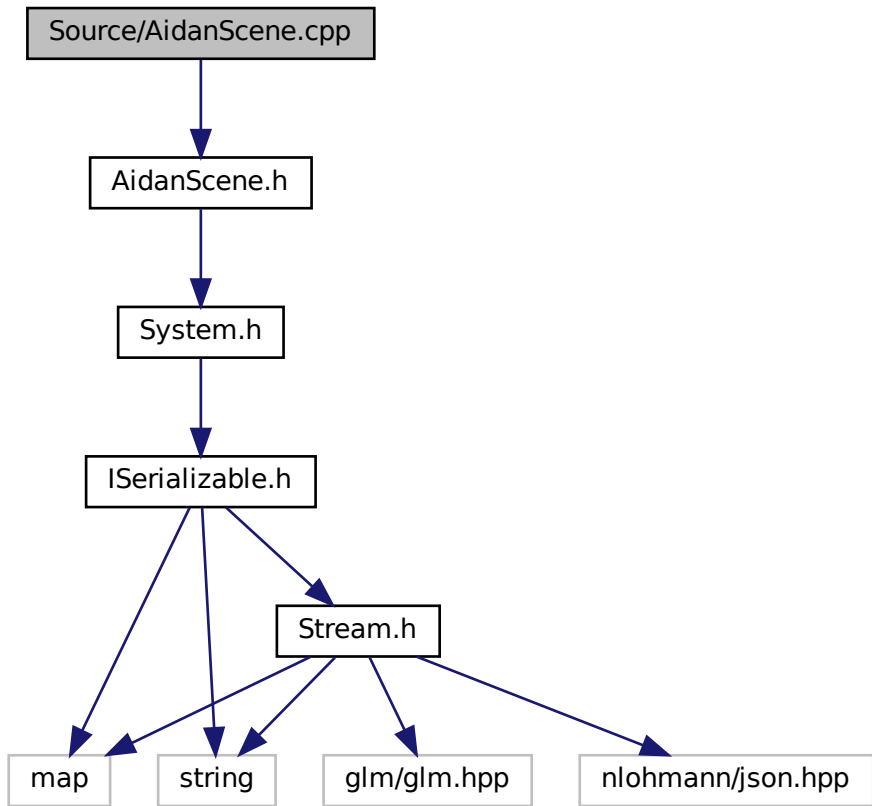 Source/AidanScene.cpp
AidanScene.h
System.h
ISerializable.h
Stream.h
map
string
glm/glm.hpp
nlohmann/json.hpp